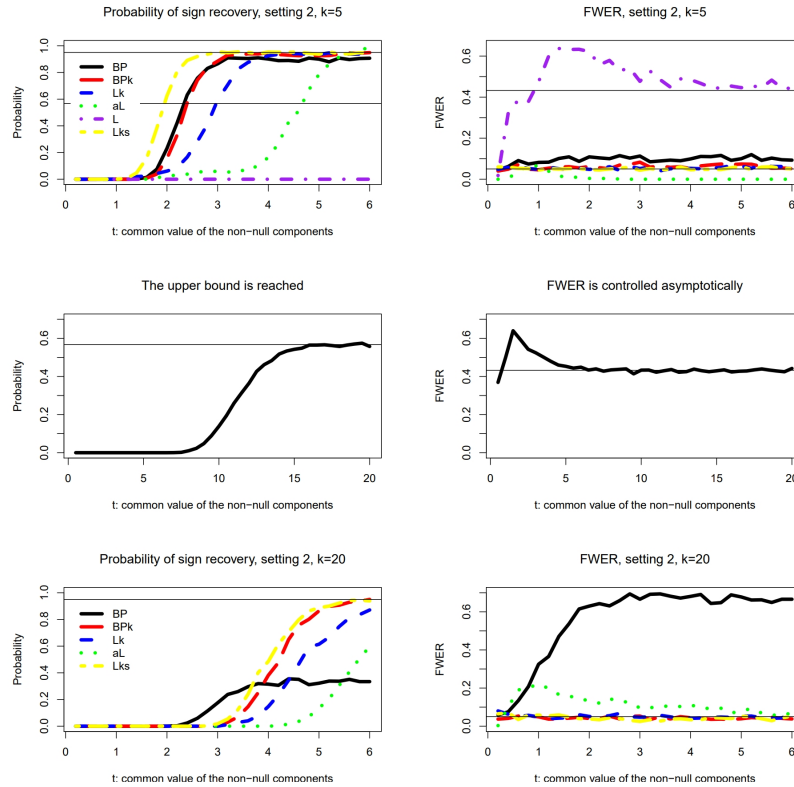 Probability of sign recovery, setting 2, k=5
Probability
0.0 0.2 0.4 0.6 0.8 1.0
BP
BPk
Lk
aL
L
Lks
0 1 2 3 4 5 6
t: common value of the non−null components
FWER, setting 2, k=5
FWER
0.0 0.2 0.4 0.6
0 1 2 3 4 5 6
t: common value of the non−null components
The upper bound is reached
Probability
0.0 0.2 0.4 0.6
0 5 10 15 20
t: common value of the non−null components
FWER is controlled asymptotically
FWER
0.0 0.2 0.4 0.6
0 5 10 15 20
t: common value of the non−null components
Probability of sign recovery, setting 2, k=20
Probability
0.0 0.2 0.4 0.6 0.8 1.0
BP
BPk
Lk
aL
Lks
0 1 2 3 4 5 6
t: common value of the non−null components
FWER, setting 2, k=20
FWER
0.0 0.2 0.4 0.6
0 1 2 3 4 5 6
t: common value of the non−null components